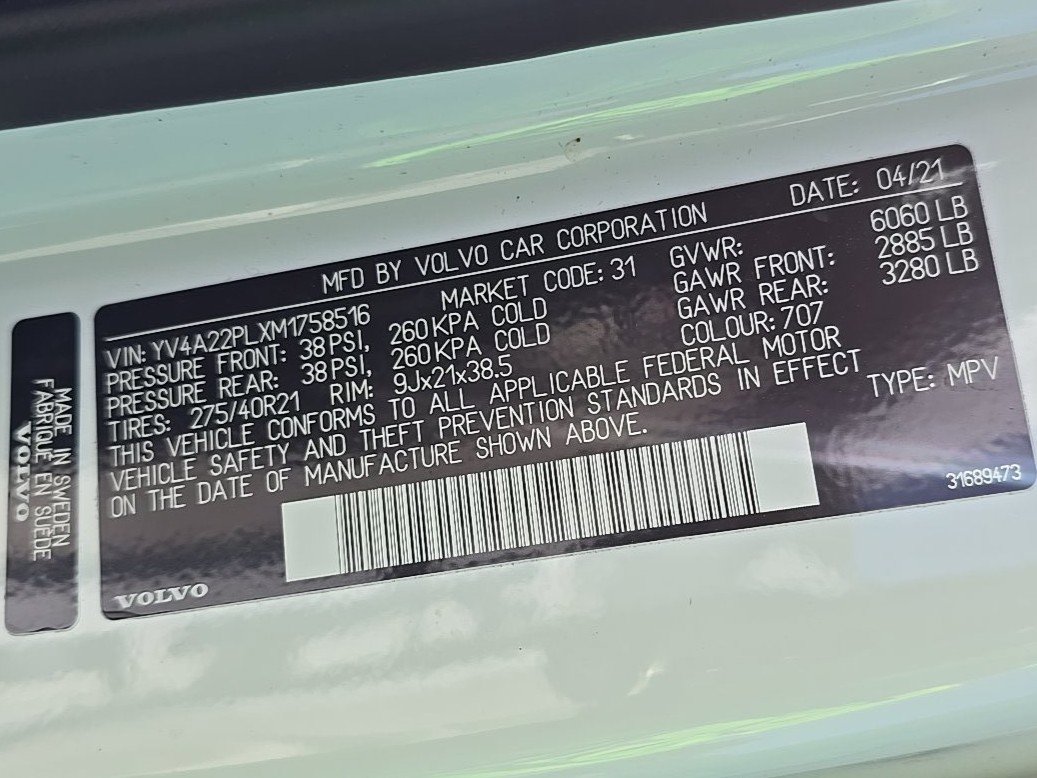 MFD BY VOLVO CAR CORPORATION DATE: 04/21
VIN: YV4A22PLXM1758516 MARKET CODE: 31 GVWR: 6060 LB
PRESSURE FRONT: 38 PSI, 260 KPA COLD GAWR FRONT: 2885 LB
PRESSURE REAR: 38 PSI, 260 KPA COLD GAWR REAR: 3280 LB
TIRES: 275/40R21 RIM: 9Jx21x38.5 COLOUR: 707
THIS VEHICLE CONFORMS TO ALL APPLICABLE FEDERAL MOTOR
VEHICLE SAFETY AND THEFT PREVENTION STANDARDS IN EFFECT
ON THE DATE OF MANUFACTURE SHOWN ABOVE. TYPE: MPV
31689473
VOLVO
MADE IN SWEDEN
FABRIQUE EN SUÈDE
VOLVO